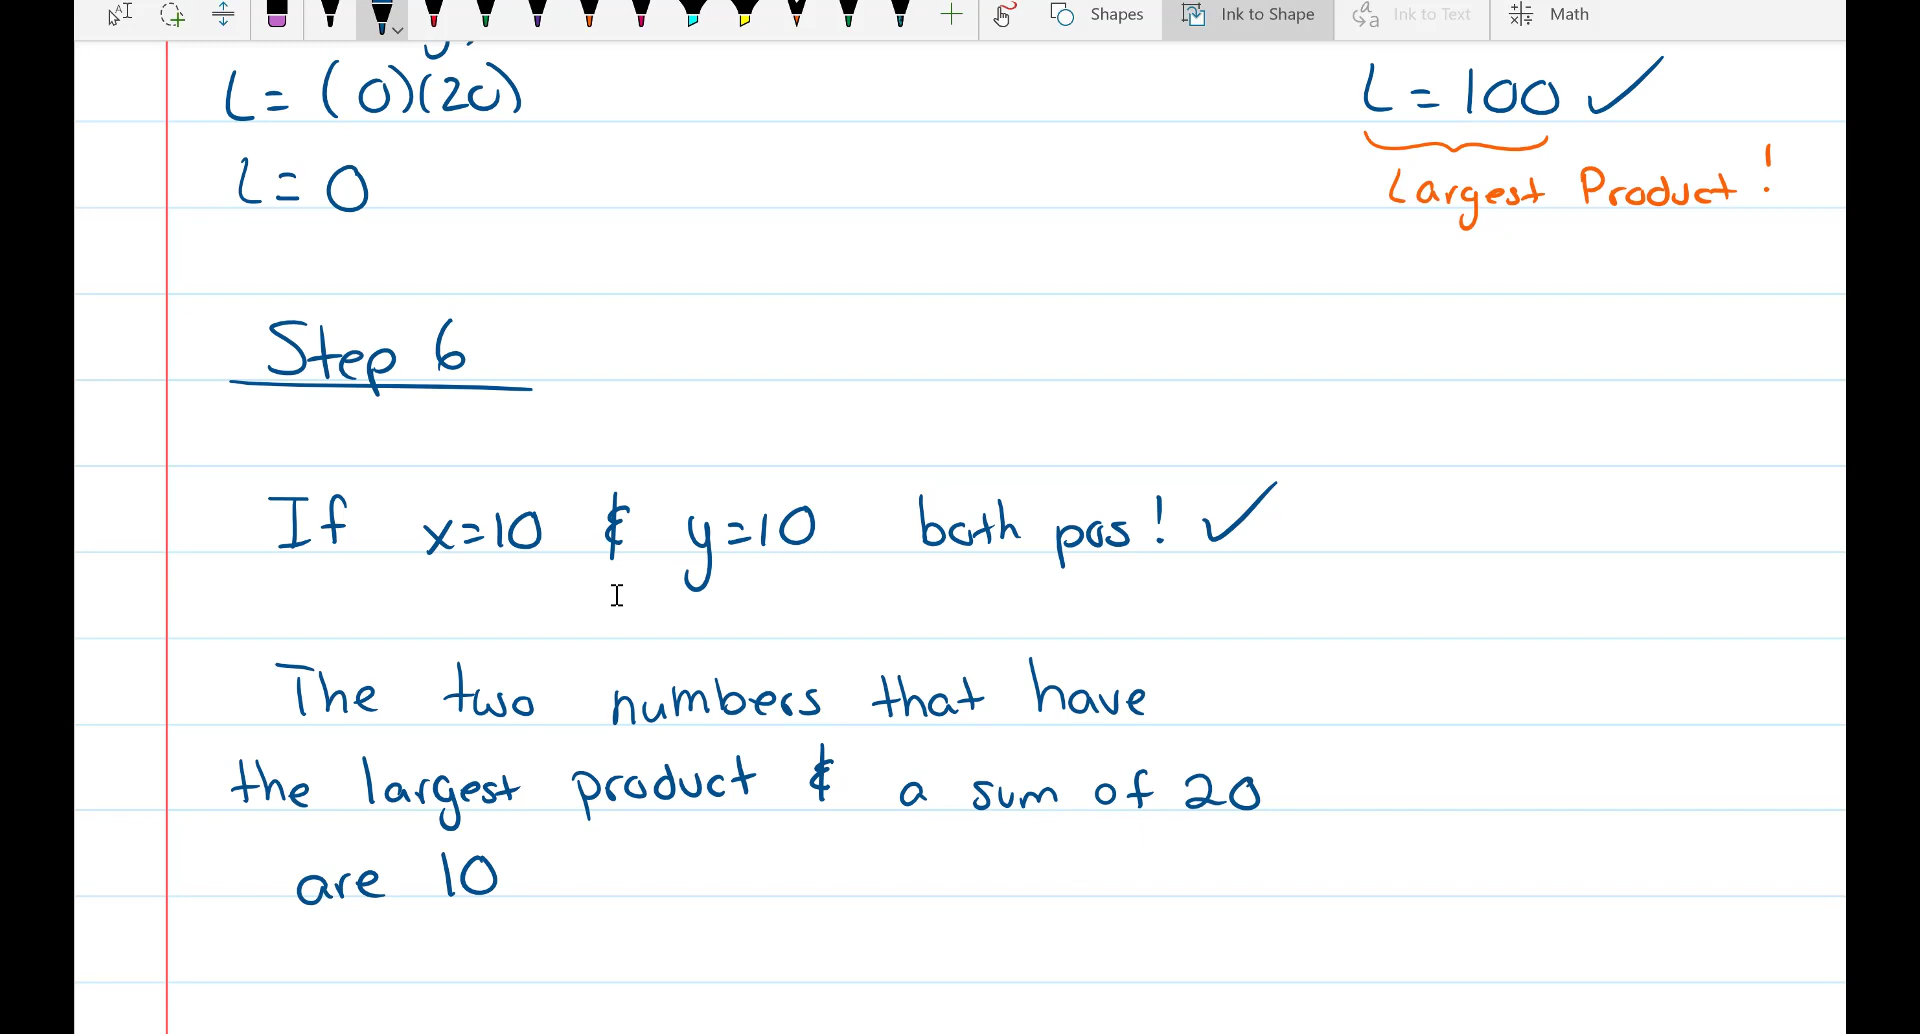 Shapes Ink to Shape Ink to Text Math
L = (0)(20) L = 100 ✓
L = 0 Largest Product!
Step 6
If x=10 & y=10 both pos! ✓
The two numbers that have
the largest product & a sum of 20
are 10